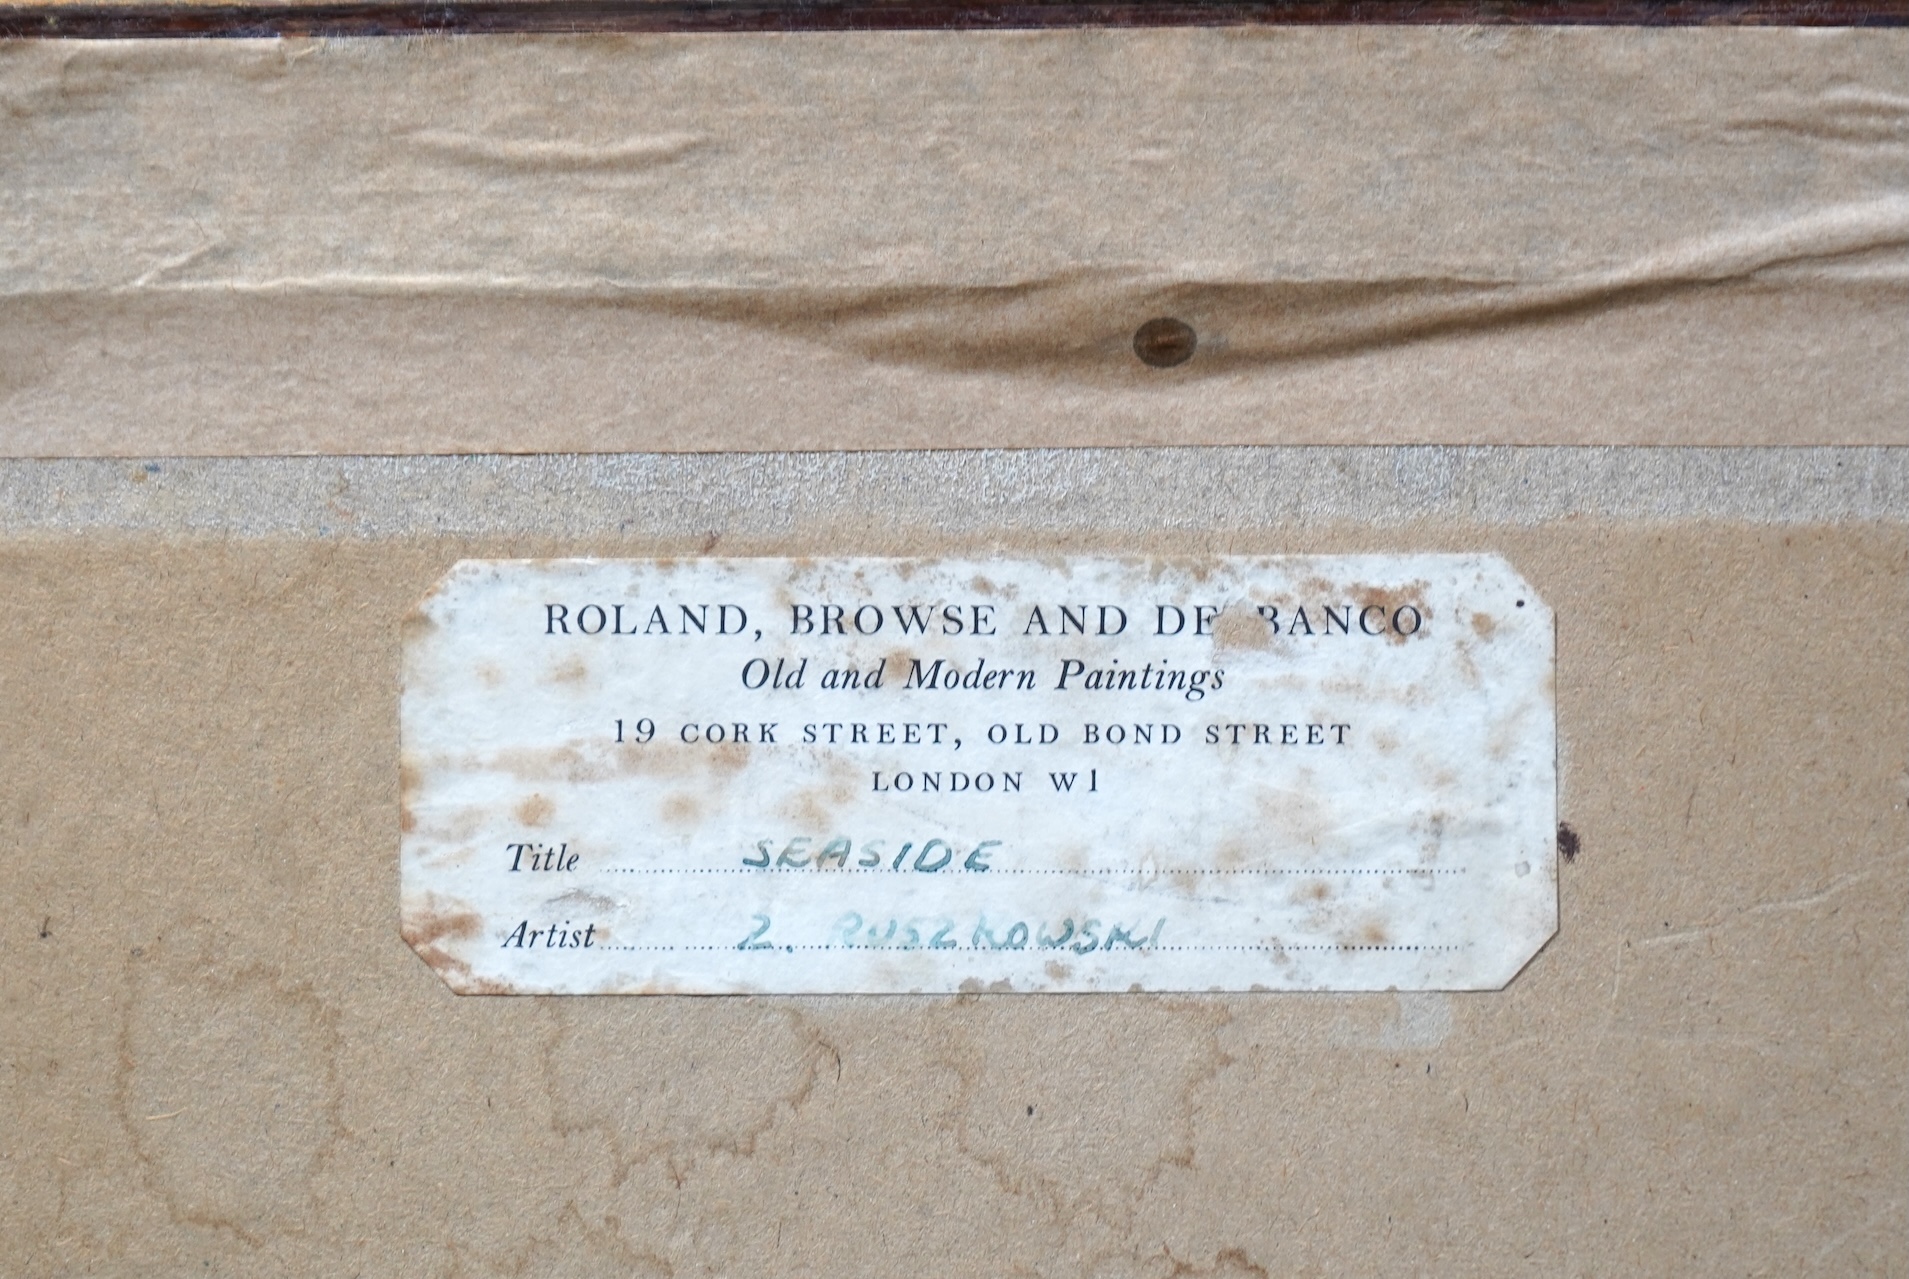 ROLAND, BROWSE AND DE BANCO
Old and Modern Paintings
19 CORK STREET, OLD BOND STREET
LONDON W1
Title SEASIDE
Artist Z. RUSZKOWSKI